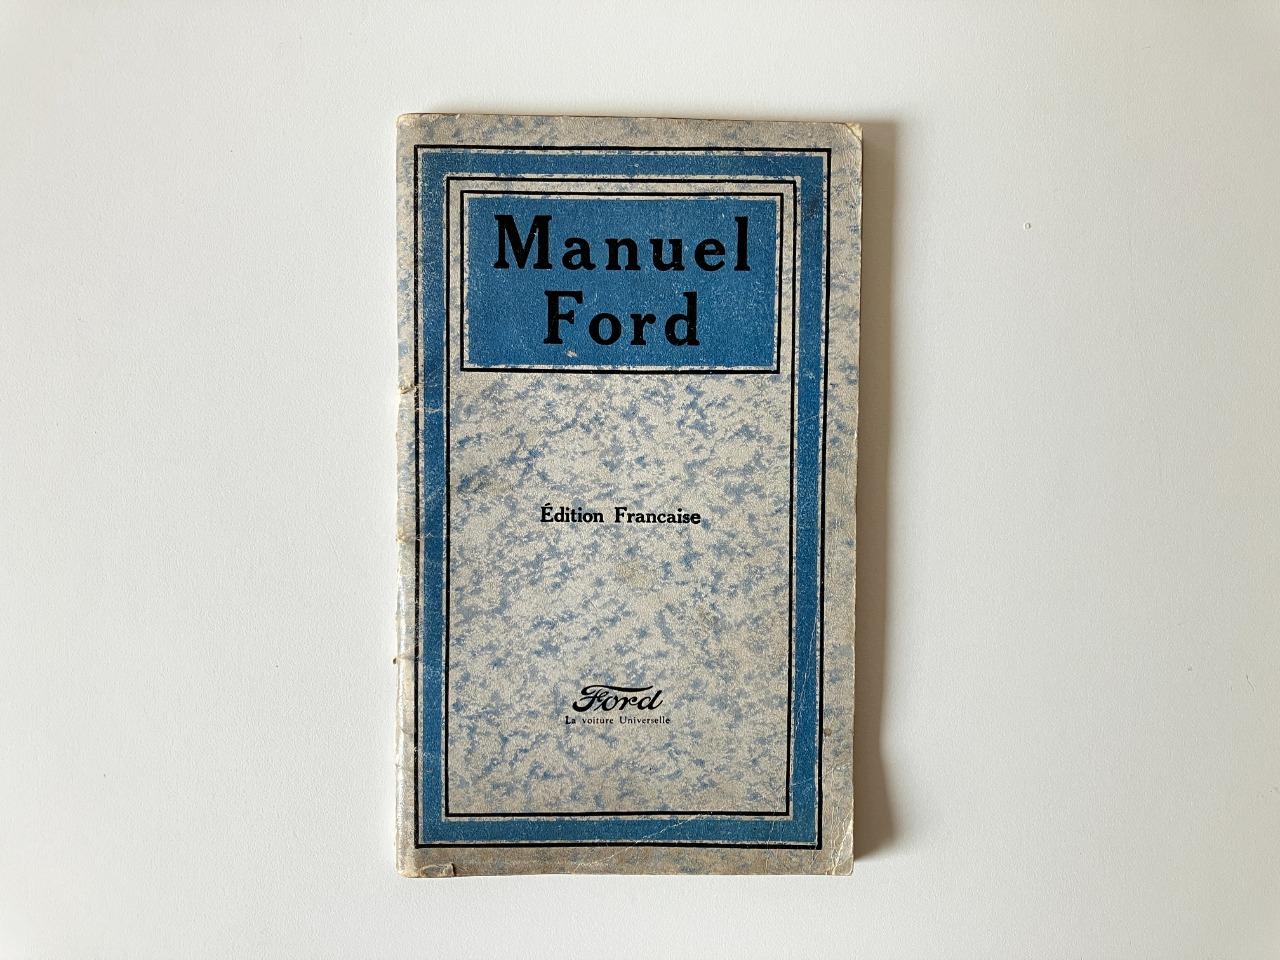 Manuel
Ford
Édition Francaise
Ford
La voiture Universelle